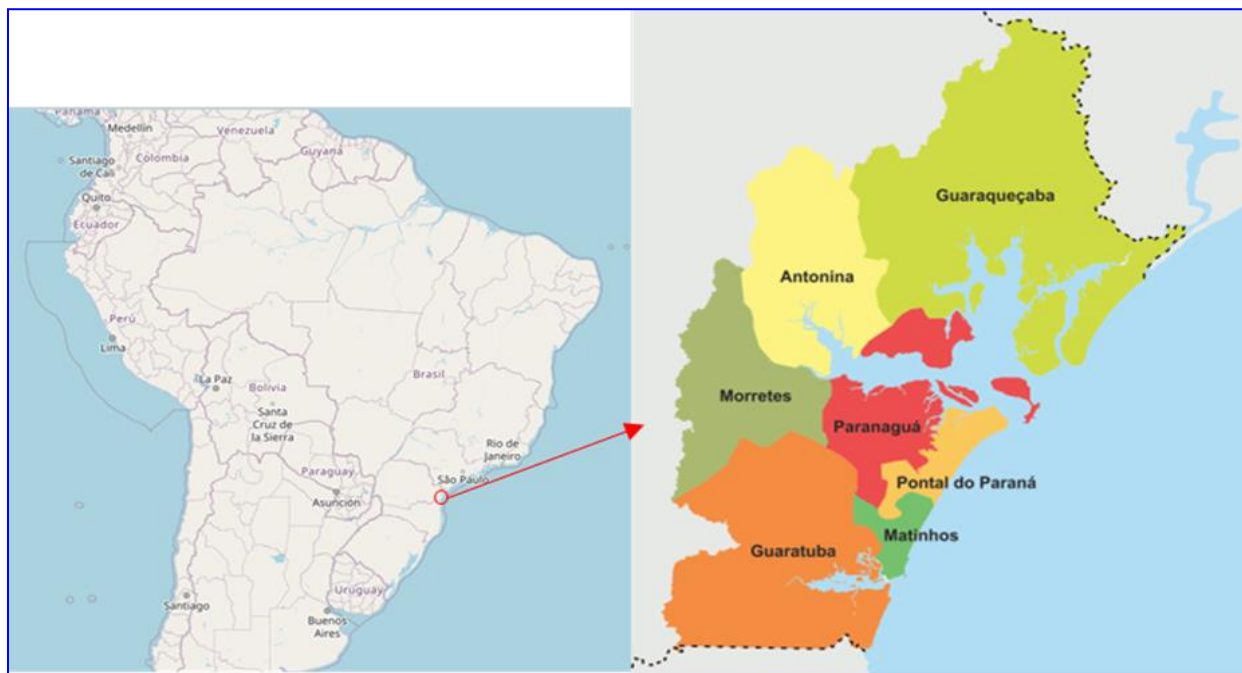 Panamá
Medellín
Venezuela
Guyana
Santiago
de Cali
Colombia
Quito
Ecuador
Perú
Lima
La Paz
Bolivia
Santa
Cruz de
la Sierra
Brasil
Rio de
Janeiro
São Paulo
Paraguay
Asunción
Uruguay
Santiago
Buenos
Aires
Guaraqueçaba
Antonina
Morretes
Paranaguá
Pontal do Paraná
Matinhos
Guaratuba